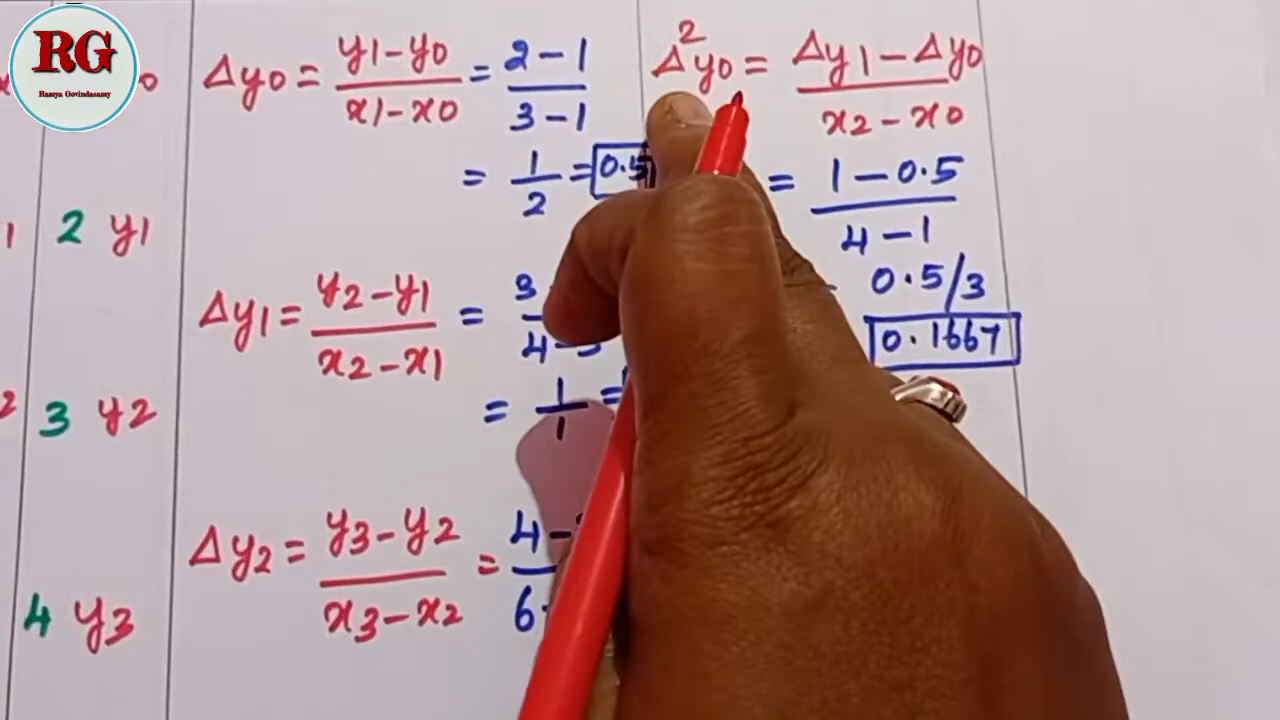 RG
Ramya Govindasamy
Δy0 = y1-y0 / x1-x0 = 2-1 / 3-1
= 1/2 = 0.5
Δy1 = y2-y1 / x2-x1 =
= 1/1 =
Δy2 = y3-y2 / x3-x2 = 4- / 6-
Δ²y0 = Δy1-Δy0 / x2-x0
= 1-0.5 / 4-1
0.5/3
0.1667
1 2 y1
2 3 y2
4 y3